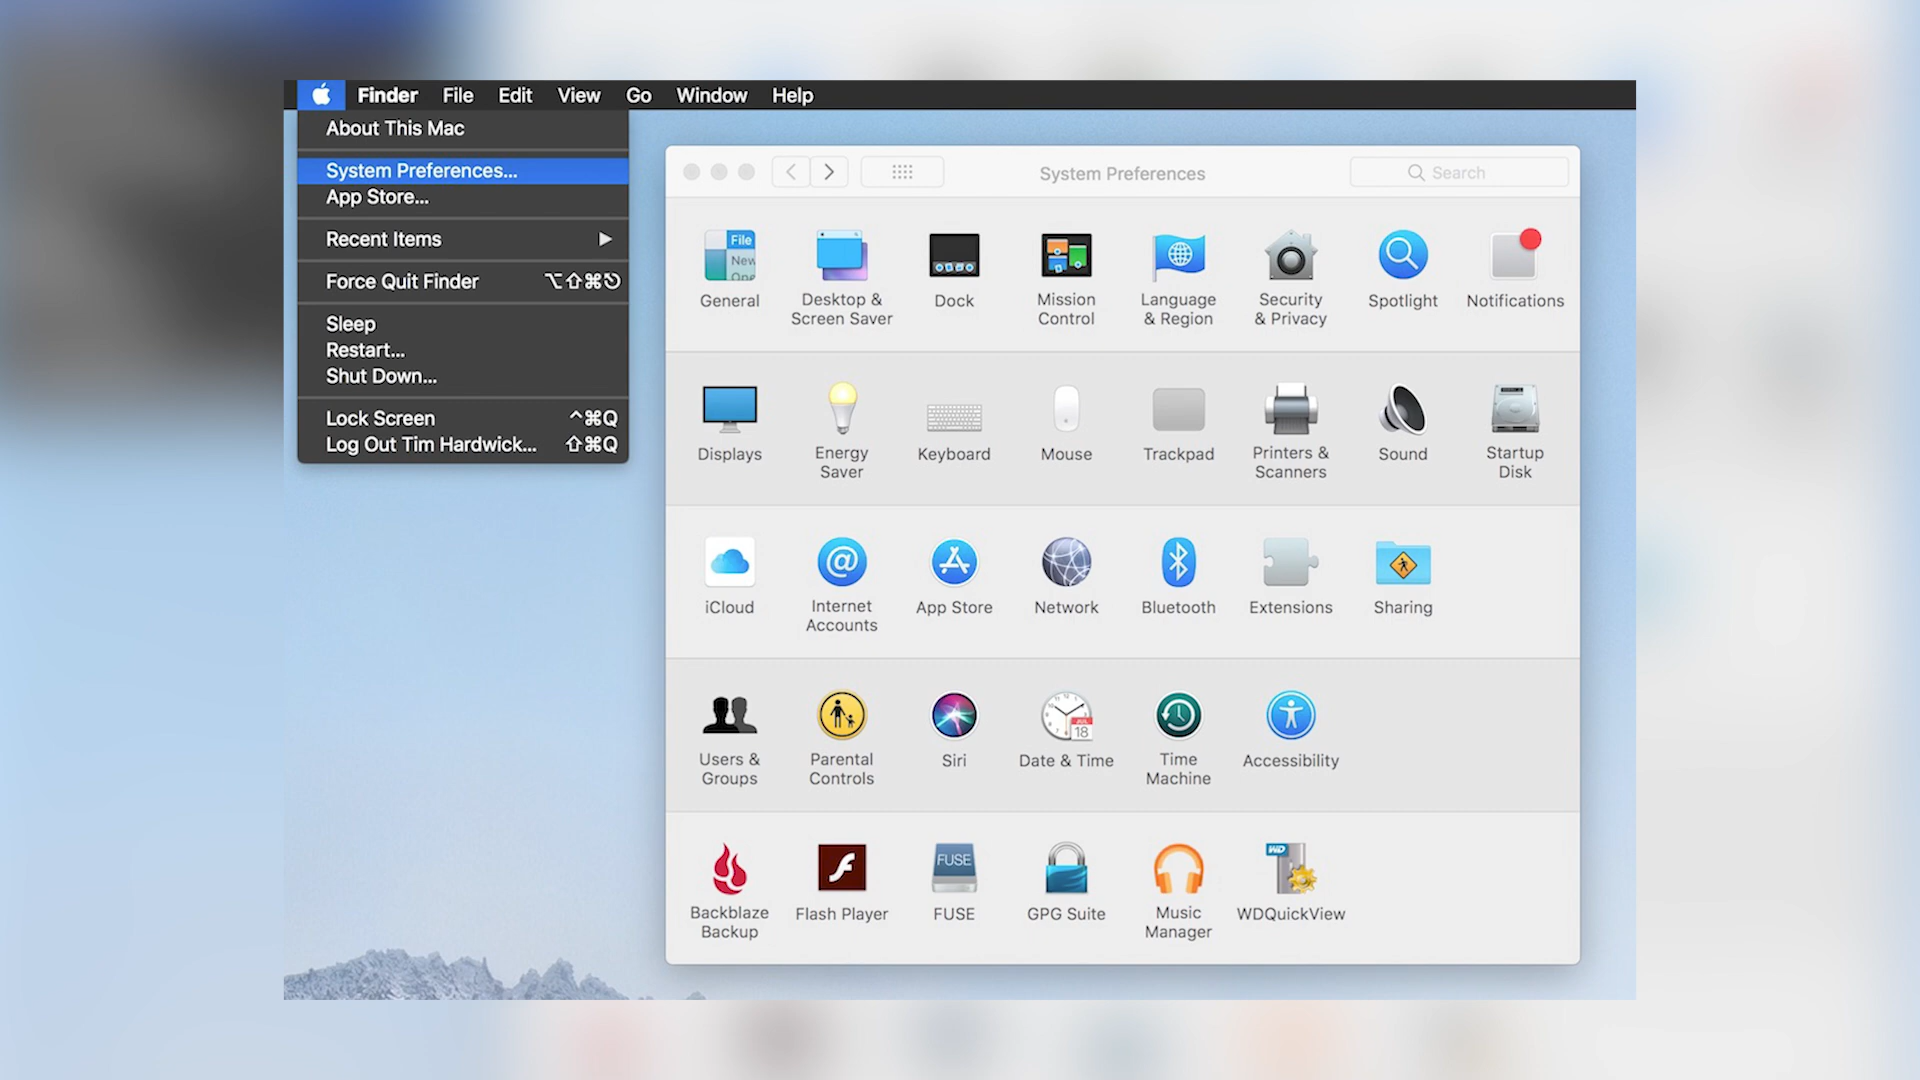 Finder File Edit View Go Window Help
About This Mac
System Preferences...
App Store...
Recent Items ▶
Force Quit Finder ⌥⇧⌘⎋
Sleep
Restart...
Shut Down...
Lock Screen ^⌘Q
Log Out Tim Hardwick... ⇧⌘Q
System Preferences
Search
File
New
One
General
Desktop &
Screen Saver
Dock
Mission
Control
Language
& Region
Security
& Privacy
Spotlight
Notifications
Displays
Energy
Saver
Keyboard
Mouse
Trackpad
Printers &
Scanners
Sound
Startup
Disk
iCloud
@
Internet
Accounts
App Store
Network
Bluetooth
Extensions
Sharing
Users &
Groups
Parental
Controls
Siri
JUL
18
Date & Time
Time
Machine
Accessibility
Backblaze
Backup
Flash Player
FUSE
FUSE
GPG Suite
Music
Manager
WD
WDQuickView